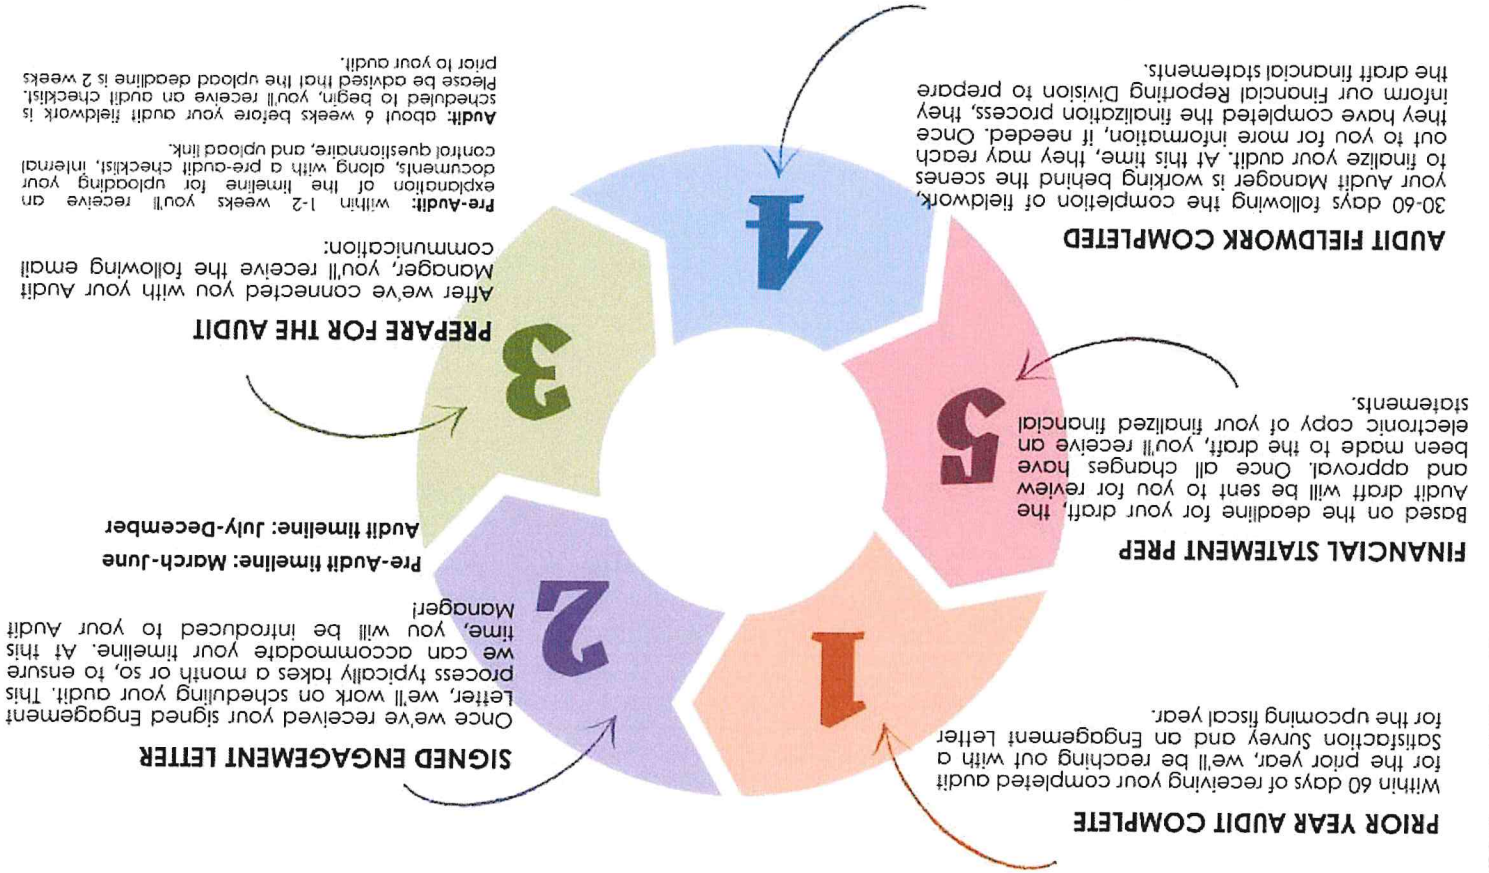 PRIOR YEAR AUDIT COMPLETE
within 60 days of receiving your completed audit
for the prior year, we'll be reaching out with a
Satisfaction Survey and an Engagement Letter
for the upcoming fiscal year.
1
SIGNED ENGAGEMENT LETTER
Once we've received your signed Engagement
Letter, we'll work on scheduling your audit. This
process typically takes a month or so, to ensure
we can accommodate your timeline. At this
time, you will be introduced to your Audit
Manager!
Pre-Audit timeline: March-June
Audit timeline: July-December
2
PREPARE FOR THE AUDIT
After we've connected you with your Audit
Manager, you'll receive the following email
communication:
Pre-Audit: within 1-2 weeks you'll receive an
explanation of the timeline for uploading your
documents, along with a pre-audit checklist, internal
control questionnaire, and upload link.
Audit: about 6 weeks before your audit fieldwork is
scheduled to begin, you'll receive an audit checklist.
Please be advised that the upload deadline is 2 weeks
prior to your audit.
3
AUDIT FIELDWORK COMPLETED
30-60 days following the completion of fieldwork,
your Audit Manager is working behind the scenes
to finalize your audit. At this time, they may reach
out to you for more information, if needed. Once
they have completed the finalization process, they
inform our Financial Reporting Division to prepare
the draft financial statements.
4
FINANCIAL STATEMENT PREP
Based on the deadline for your draft, the
Audit draft will be sent to you for review
and approval. Once all changes have
been made to the draft, you'll receive an
electronic copy of your finalized financial
statements.
5